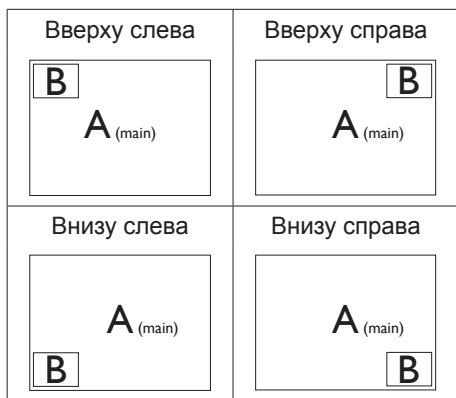 Вверху слева
B
A (main)
Вверху справа
B
A (main)
Внизу слева
A (main)
B
Внизу справа
A (main)
B